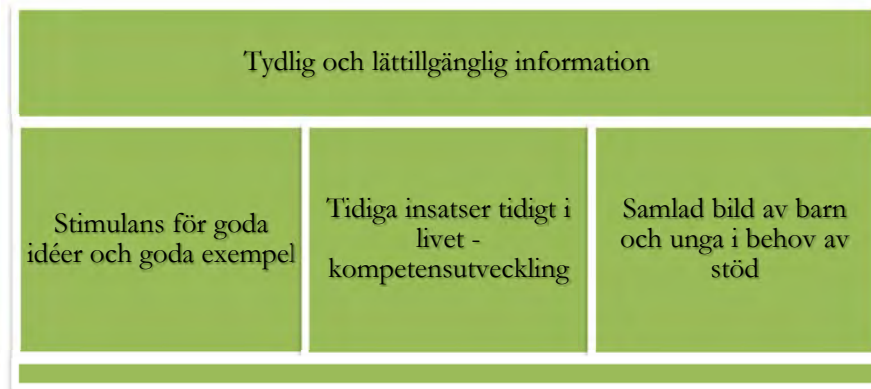 Tydlig och lättillgänglig information
Stimulans för goda
idéer och goda exempel
Tidiga insatser tidigt i
livet -
kompetensutveckling
Samlad bild av barn
och unga i behov av
stöd